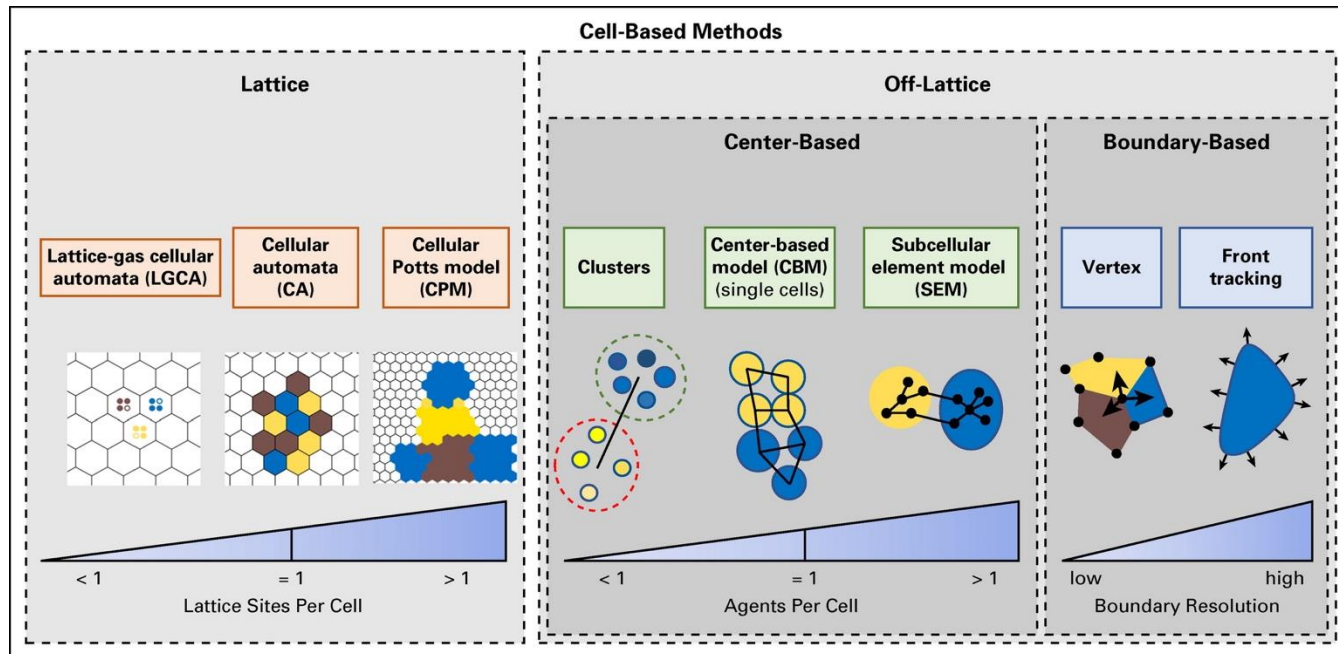 Cell-Based Methods
Lattice
Lattice-gas cellular
automata (LGCA)
Cellular
automata
(CA)
Cellular
Potts model
(CPM)
< 1
= 1
> 1
Lattice Sites Per Cell
Off-Lattice
Center-Based
Clusters
Center-based
model (CBM)
(single cells)
Subcellular
element model
(SEM)
< 1
= 1
> 1
Agents Per Cell
Boundary-Based
Vertex
Front
tracking
low
high
Boundary Resolution